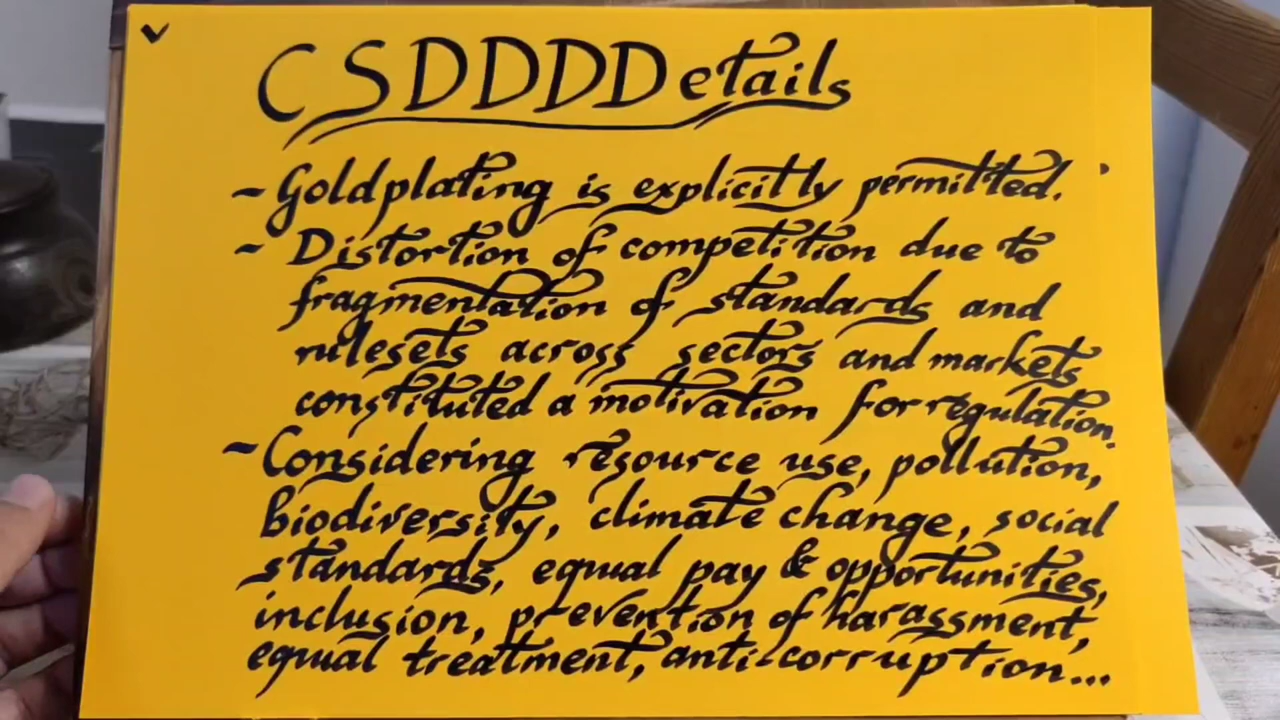 CSDDDDetails
~ Goldplating is explicitly permitted.
~ Distortion of competition due to
fragmentation of standards and
rulesets across sectors and markets
constituted a motivation for regulation.
~ Considering resource use, pollution,
biodiversity, climate change, social
standards, equal pay & opportunities,
inclusion, prevention of harassment,
equal treatment, anti-corruption...